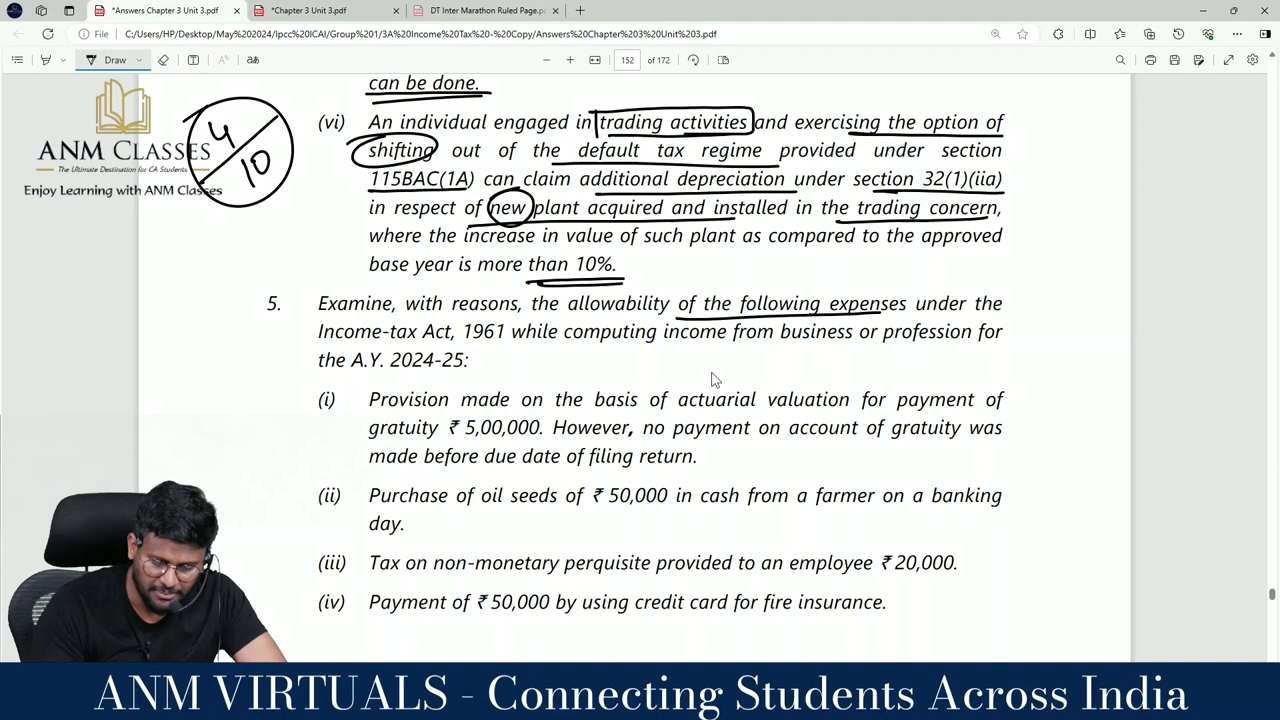 *Answers Chapter 3 Unit 3.pdf
*Chapter 3 Unit 3.pdf
DT Inter Marathon Ruled Page.pc
File
C:/Users/HP/Desktop/May%202024/Ipcc%20ICAI/Group%201/3A%20Income%20Tax%20-%20Copy/Answers%20Chapter%203%20Unit%203.pdf
Draw
152 of 172
can be done.
4
10
ANM CLASSES
The Ultimate Destination for CA Students
Enjoy Learning with ANM Classes
(vi) An individual engaged in trading activities and exercising the option of
shifting out of the default tax regime provided under section
115BAC(1A) can claim additional depreciation under section 32(1)(iia)
in respect of new plant acquired and installed in the trading concern,
where the increase in value of such plant as compared to the approved
base year is more than 10%.
5. Examine, with reasons, the allowability of the following expenses under the
Income-tax Act, 1961 while computing income from business or profession for
the A.Y. 2024-25:
(i) Provision made on the basis of actuarial valuation for payment of
gratuity ₹ 5,00,000. However, no payment on account of gratuity was
made before due date of filing return.
(ii) Purchase of oil seeds of ₹ 50,000 in cash from a farmer on a banking
day.
(iii) Tax on non-monetary perquisite provided to an employee ₹ 20,000.
(iv) Payment of ₹ 50,000 by using credit card for fire insurance.
ANM VIRTUALS - Connecting Students Across India